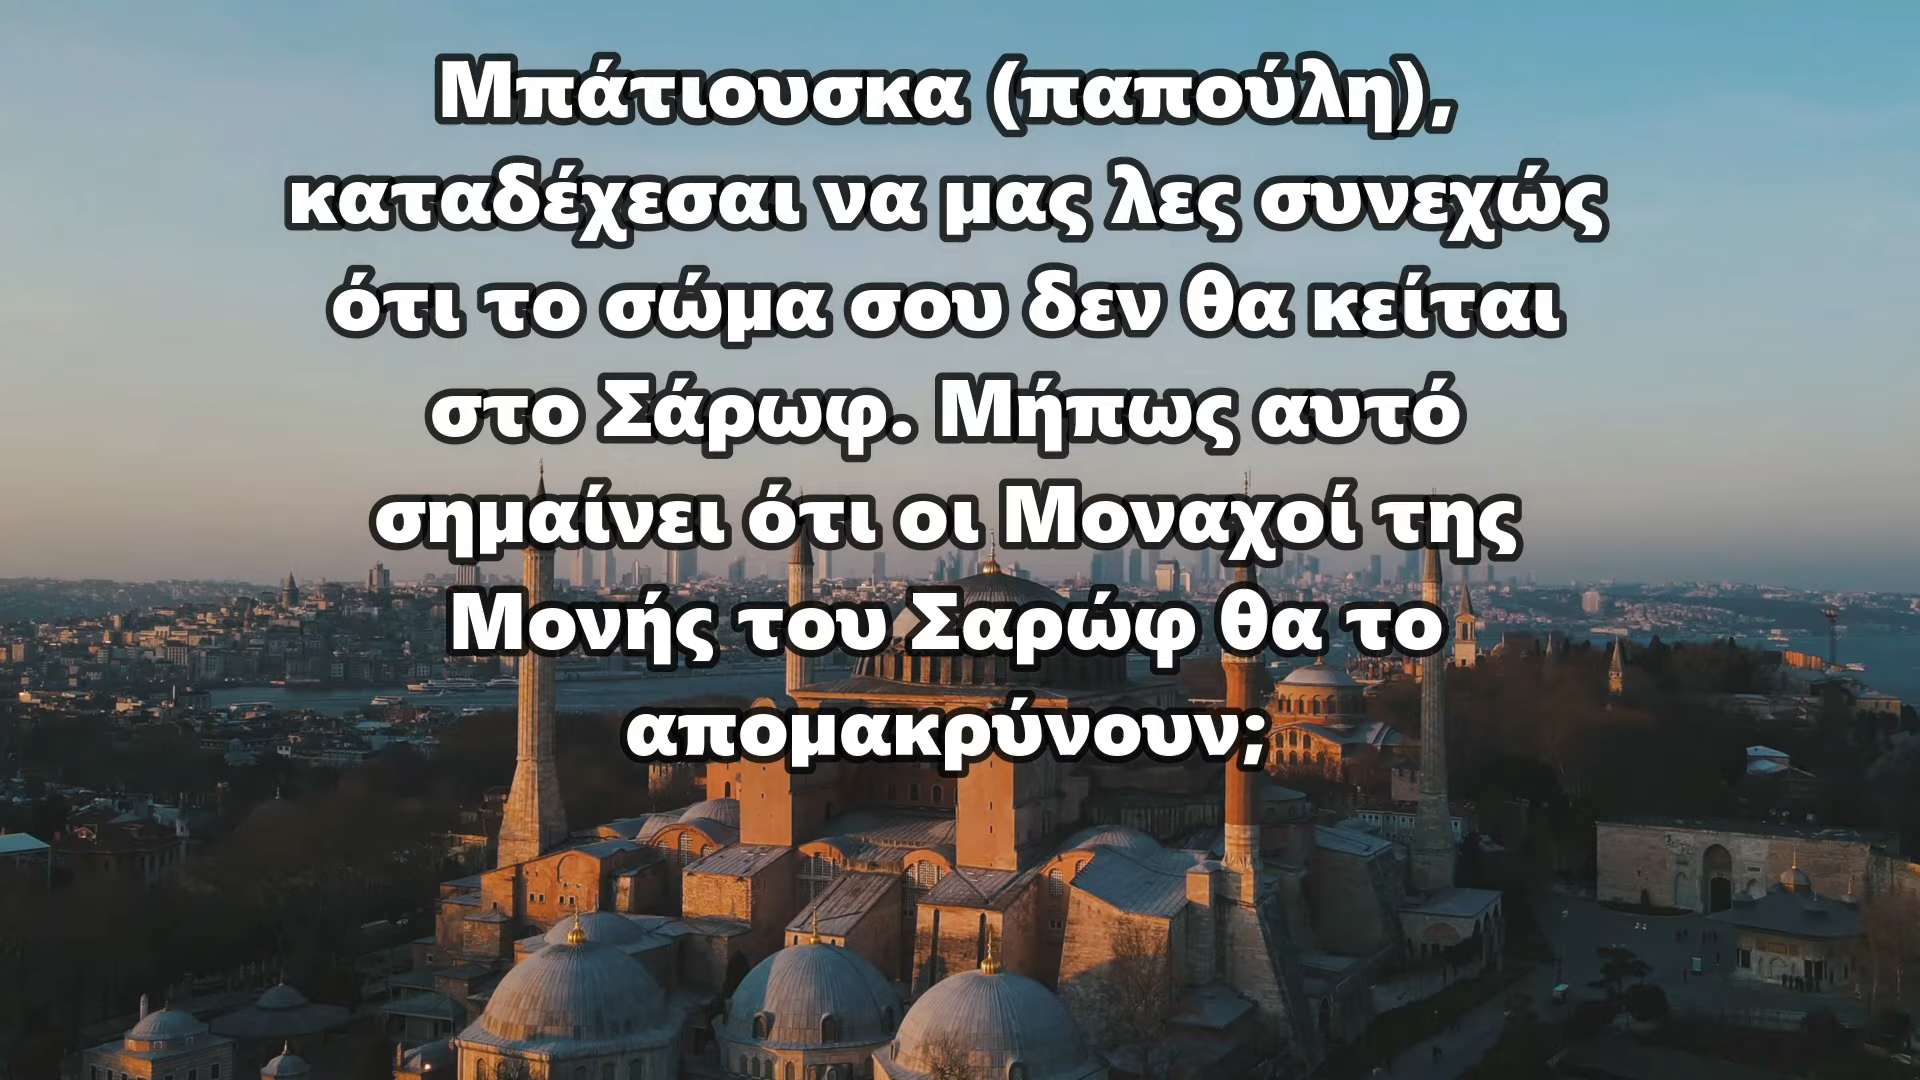 Μπάτιουσκα (παπούλη),
καταδέχεσαι να μας λες συνεχώς
ότι το σώμα σου δεν θα κείται
στο Σάρωφ. Μήπως αυτό
σημαίνει ότι οι Μοναχοί της
Μονής του Σαρώφ θα το
απομακρύνουν;